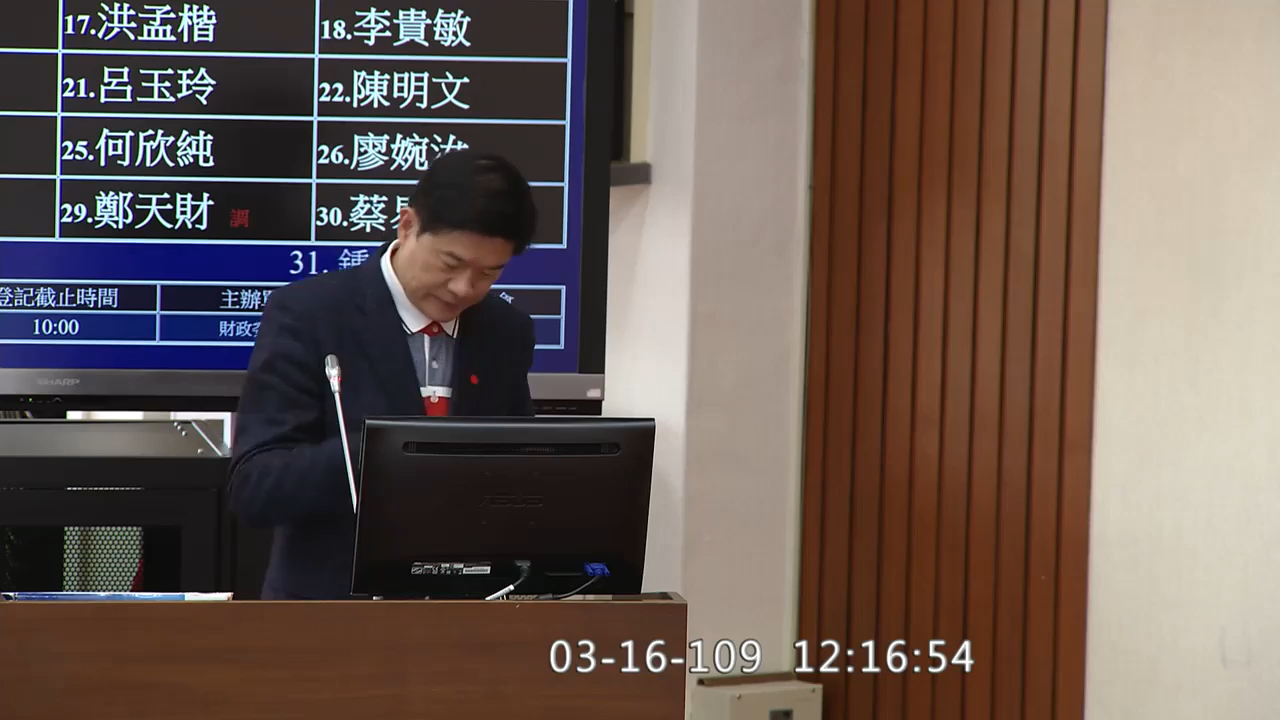 17.洪孟楷 18.李貴敏
21.呂玉玲 22.陳明文
25.何欣純 26.廖婉
29.鄭天財 調 30.蔡
31. 鍾
登記截止時間 主辦
10:00 財政
SHARP
ASUS
03-16-109 12:16:54